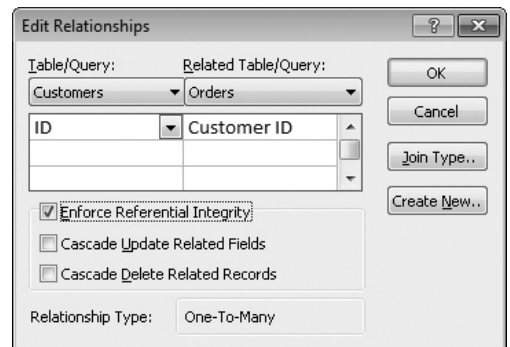 Edit Relationships
Table/Query: Related Table/Query:
Customers Orders
ID Customer ID
Enforce Referential Integrity
Cascade Update Related Fields
Cascade Delete Related Records
Relationship Type: One-To-Many
OK
Cancel
Join Type..
Create New..